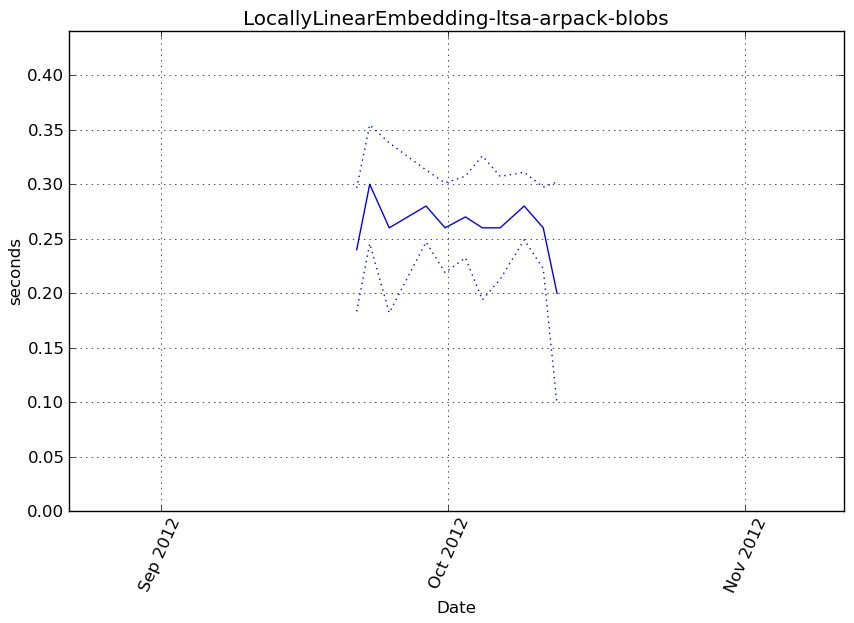 LocallyLinearEmbedding-ltsa-arpack-blobs
0.40
0.35
0.30
0.25
0.20
0.15
0.10
0.05
0.00
seconds
Sep 2012
Oct 2012
Nov 2012
Date